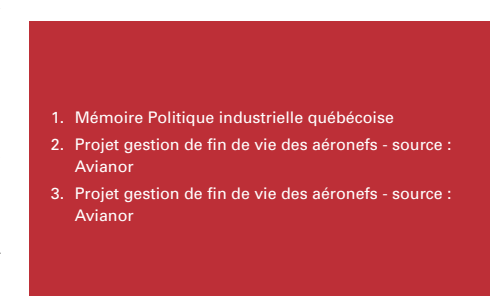 1. Mémoire Politique industrielle québécoise
2. Projet gestion de fin de vie des aéronefs - source :
Avianor
3. Projet gestion de fin de vie des aéronefs - source :
Avianor